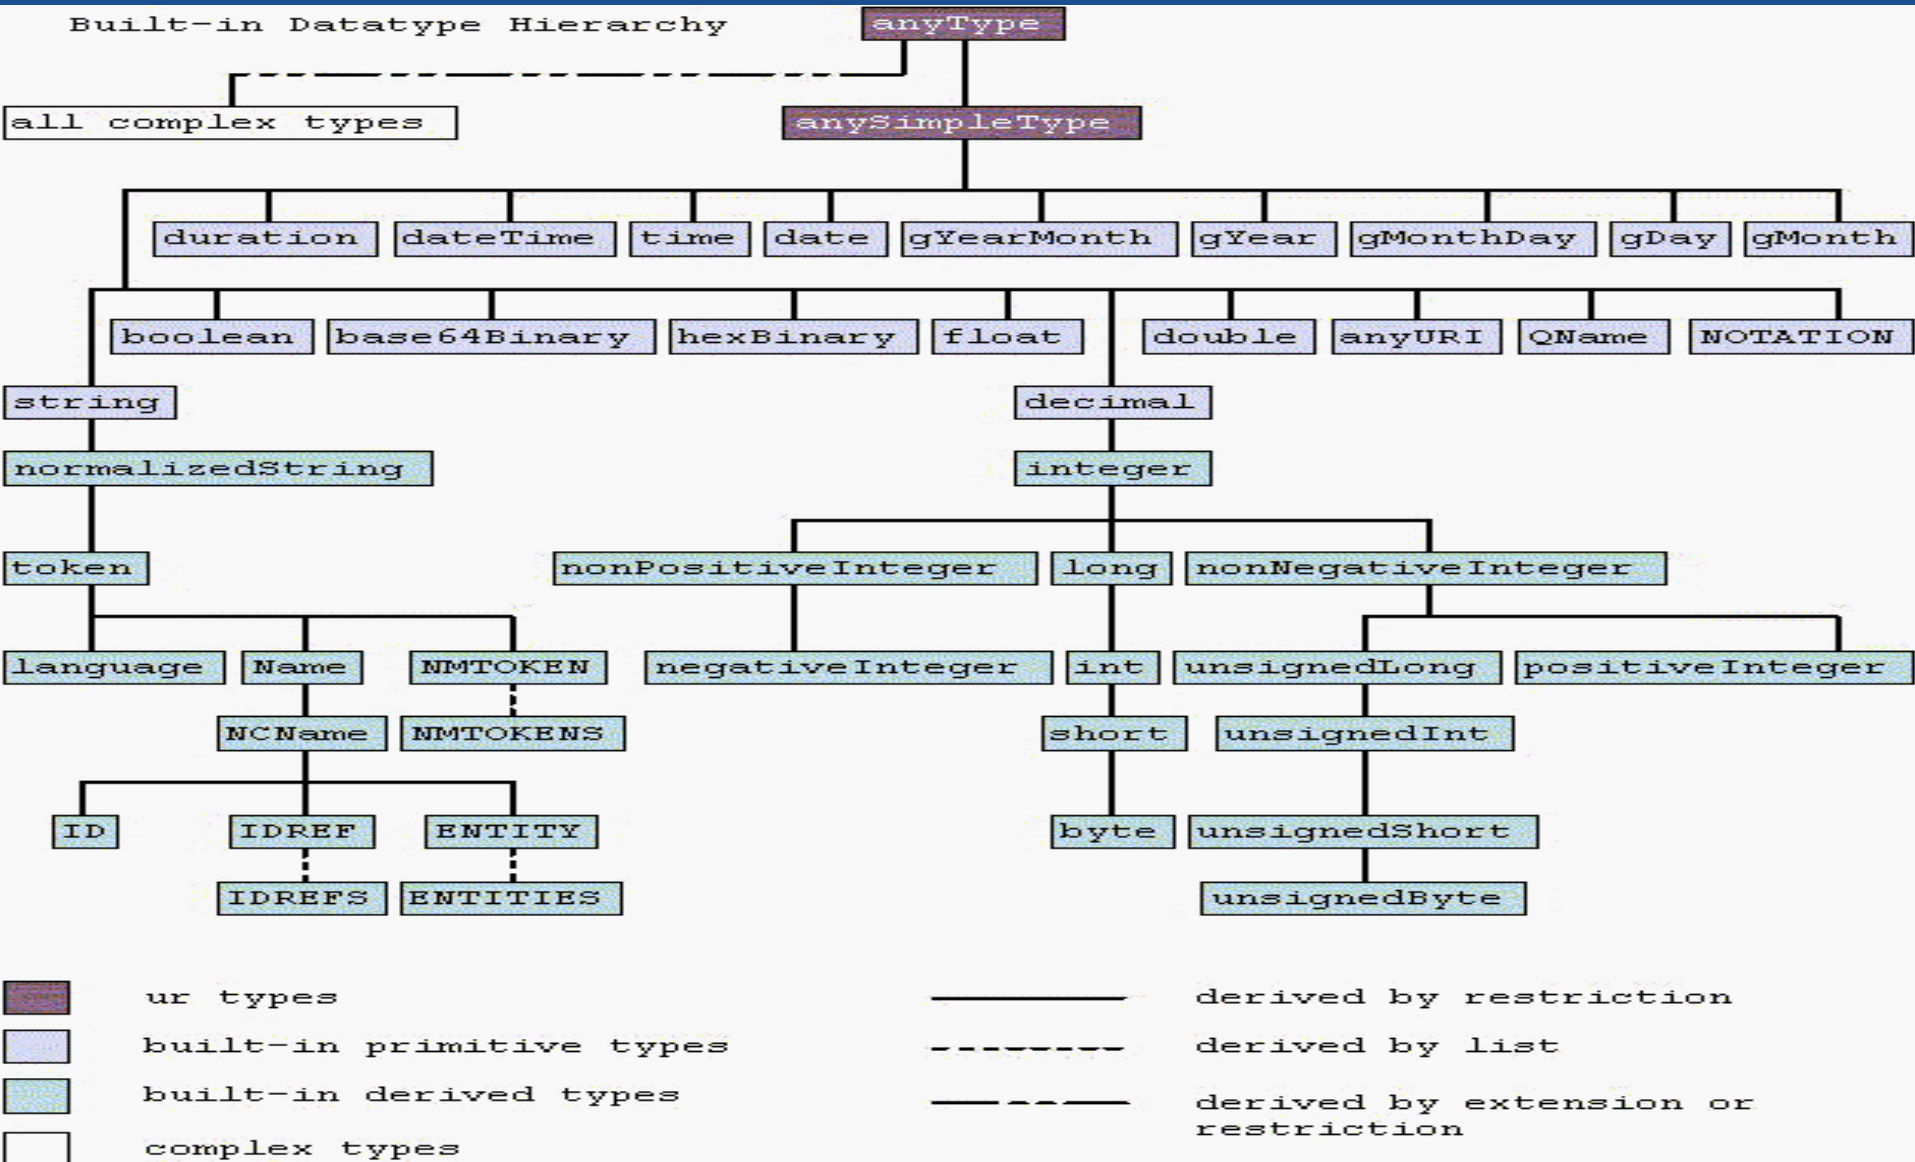 Built-in Datatype Hierarchy anyType
all complex types anySimpleType
duration dateTime time date gYearMonth gYear gMonthDay gDay gMonth
boolean base64Binary hexBinary float double anyURI QName NOTATION
string decimal
normalizedString integer
token nonPositiveInteger long nonNegativeInteger
language Name NMTOKEN negativeInteger int unsignedLong positiveInteger
NCName NMTOKENS short unsignedInt
ID IDREF ENTITY byte unsignedShort
IDREFS ENTITIES unsignedByte
ur types derived by restriction
built-in primitive types derived by list
built-in derived types derived by extension or
restriction
complex types